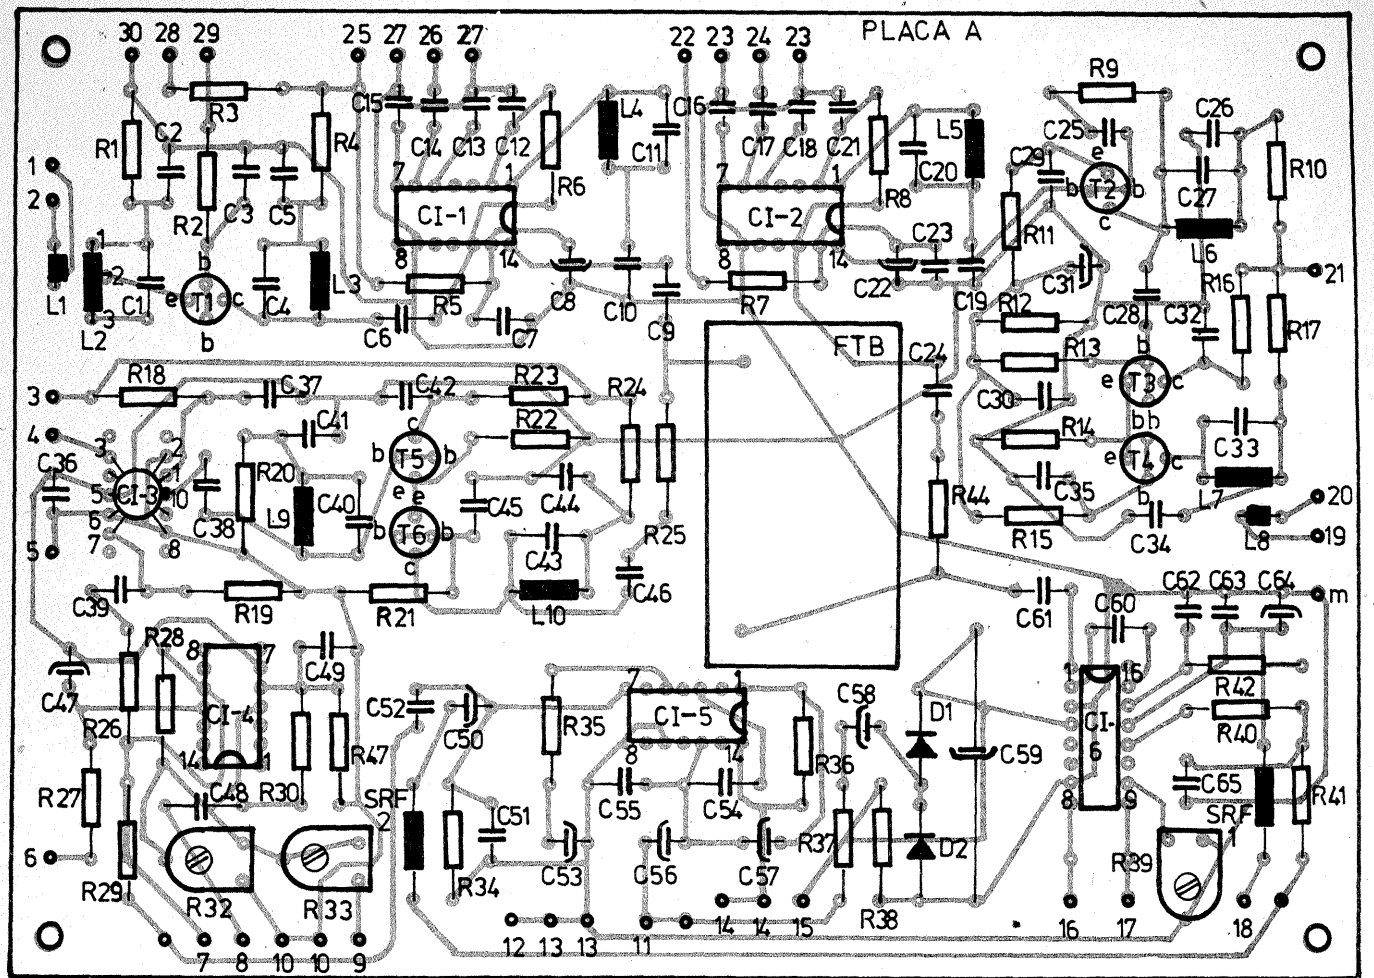 PLACA A
30 28 29 25 27 26 27 22 23 24 23
R3 C15 C14 C13 C12 L4 C16 C17 C18 C21 L5 R9 C26
R1 C2 R4 R6 C11 R8 C20 C29 C25 e R10
1 7 1 7 1 b T2 b C27
2 R2 C3 C5 CI-1 CI-2 C23 R11 c L6
1 b 8 14 8 14 R16 21
2 e T1 c L3 R5 C8 R7 C22 C19 C31
L1 3 C1 b C4 C6 C7 C10 C9 R12 C28 C32 R17
L2 FTB
R18 C37 C42 R23 R24 C24 R13 b
3 C41 c R22 C30 e T3 c
4 3 2 b T5 b R14 b b C33
C36 1 R20 e C44 e T4 c
5 CI-3 10 L9 C40 e C45 R44 C35 b L7
6 C38 b T6 b C43 R25 R15 C34 20
5 7 8 c L8 19
C39 R19 R21 L10 C46 C61 C60 C62 C63 C64 m
R28 8 7 C49 1 16
C47 R26 CI-4 C52 C50 R35 7 1 C58 D1 C59 CI-6 R42
14 1 R47 CI-5 R36 R40
R27 C48 R30 SRF 2 C51 8 14 C55 C54 8 9 C65 SRF 1 R41
6 R34 C53 C56 C57 R37 D2 R39
R29 R32 R33 R38
7 8 10 10 9 12 13 13 11 14 14 15 16 17 18